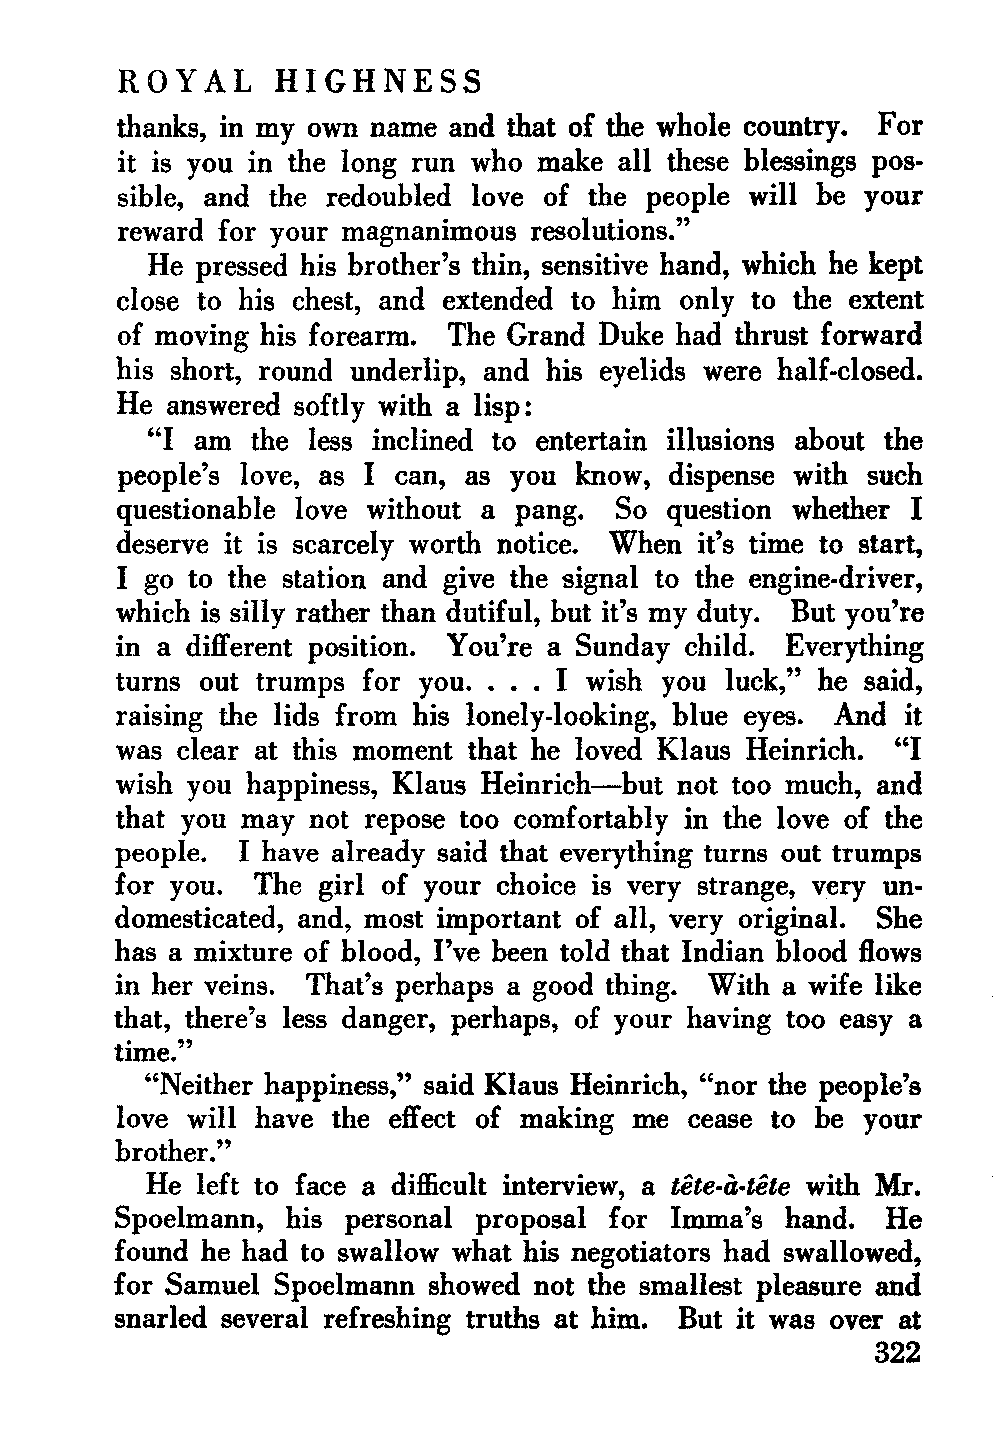 ROYAL HIGHNESS
thanks, in my own name and that of the whole country. For
it is you in the long run who make all these blessings pos-
sible, and the redoubled love of the people will be your
reward for your magnanimous resolutions.”
He pressed his brother’s thin, sensitive hand, which he kept
close to his chest, and extended to him only to the extent
of moving his forearm. The Grand Duke had thrust forward
his short, round underlip, and his eyelids were half-closed.
He answered softly with a lisp:
“I am the less inclined to entertain illusions about the
people’s love, as I can, as you know, dispense with such
questionable love without a pang. So question whether I
deserve it is scarcely worth notice. When it’s time to start,
I go to the station and give the signal to the engine-driver,
which is silly rather than dutiful, but it’s my duty. But you’re
in a different position. You’re a Sunday child. Everything
turns out trumps for you. . . . I wish you luck,” he said,
raising the lids from his lonely-looking, blue eyes. And it
was clear at this moment that he loved Klaus Heinrich. “I
wish you happiness, Klaus Heinrich—but not too much, and
that you may not repose too comfortably in the love of the
people. I have already said that everything turns out trumps
for you. The girl of your choice is very strange, very un-
domesticated, and, most important of all, very original. She
has a mixture of blood, I’ve been told that Indian blood flows
in her veins. That’s perhaps a good thing. With a wife like
that, there’s less danger, perhaps, of your having too easy a
time.”
“Neither happiness,” said Klaus Heinrich, “nor the people’s
love will have the effect of making me cease to be your
brother.”
He left to face a difficult interview, a tête-à-tête with Mr.
Spoelmann, his personal proposal for Imma’s hand. He
found he had to swallow what his negotiators had swallowed,
for Samuel Spoelmann showed not the smallest pleasure and
snarled several refreshing truths at him. But it was over at
322